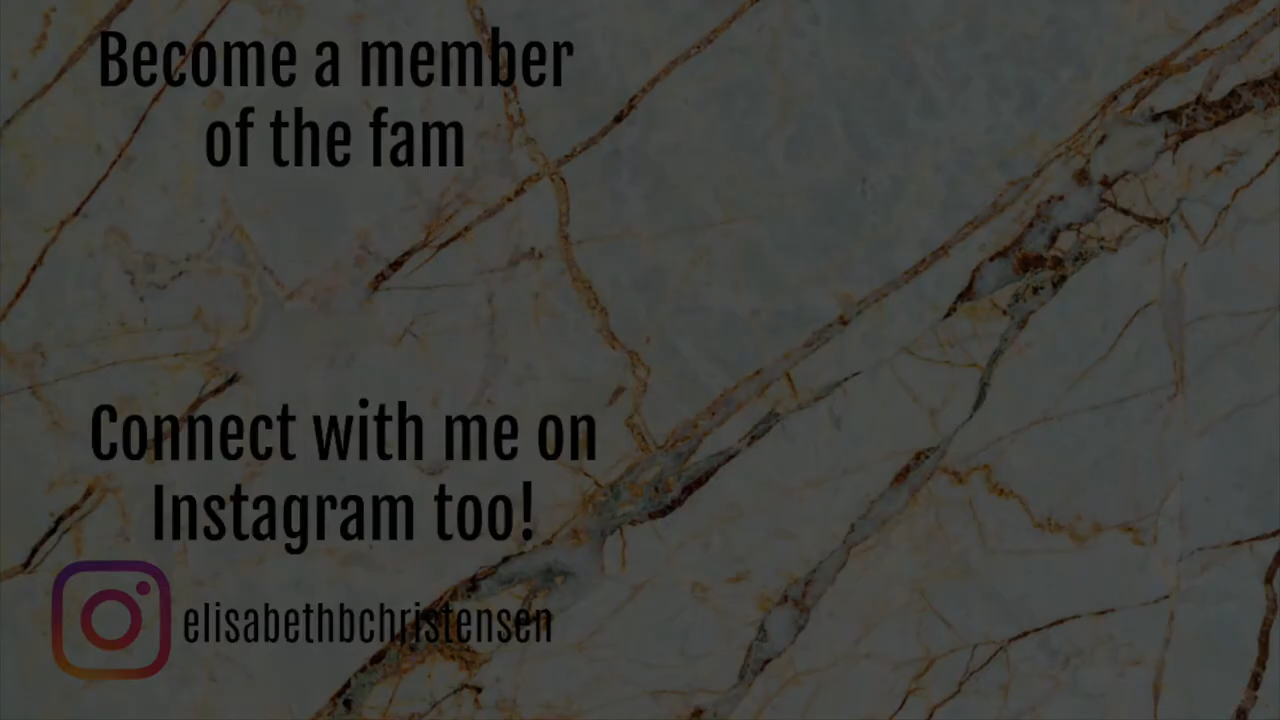 Become a member
of the fam
Connect with me on
Instagram too!
elisabethbchristensen